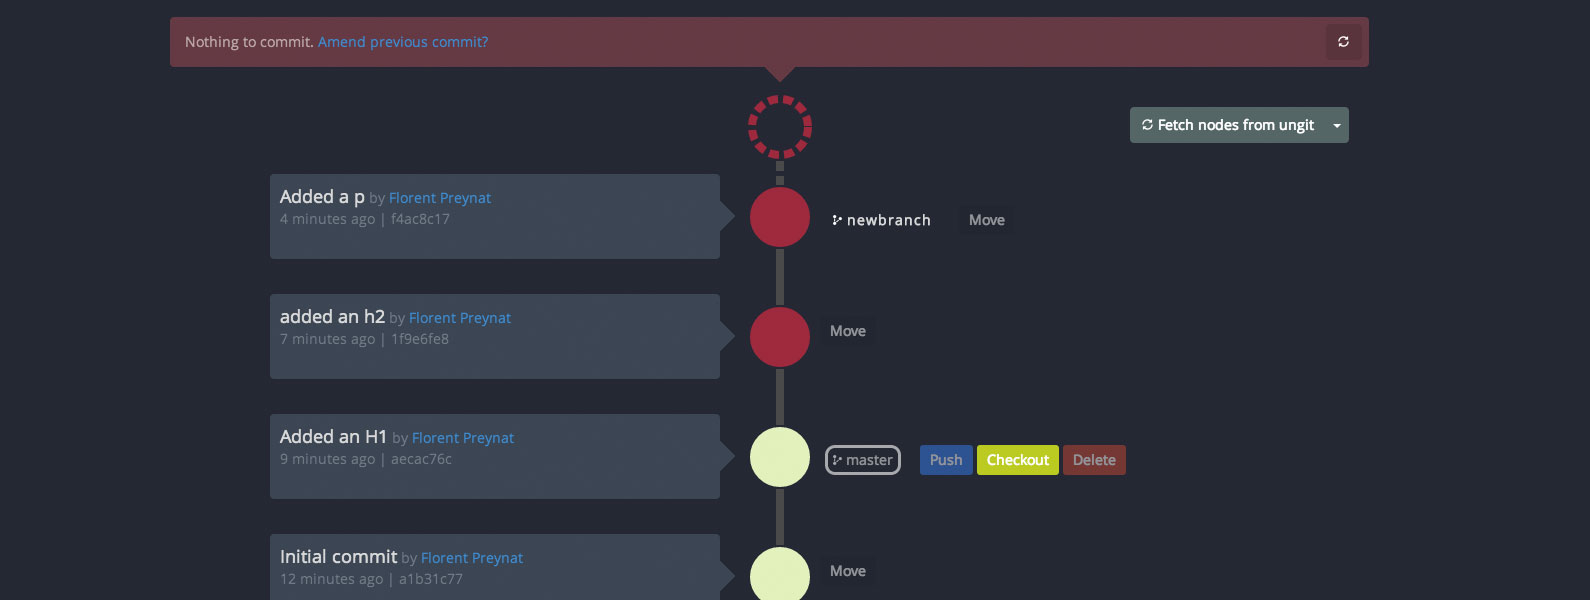 Nothing to commit. Amend previous commit?
Fetch nodes from ungit
Added a p by Florent Preynat
4 minutes ago | f4ac8c17
newbranch
Move
added an h2 by Florent Preynat
7 minutes ago | 1f9e6fe8
Move
Added an H1 by Florent Preynat
9 minutes ago | aecac76c
master
Push
Checkout
Delete
Initial commit by Florent Preynat
12 minutes ago | a1b31c77
Move